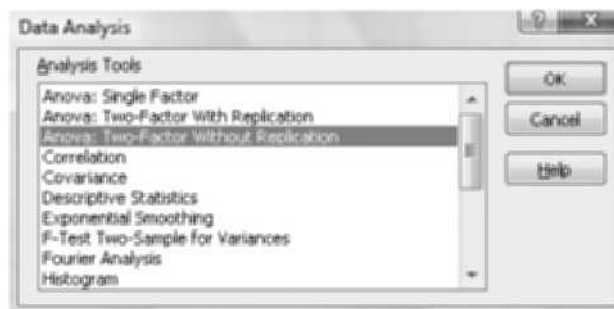 Data Analysis
Analysis Tools
Anova: Single Factor
Anova: Two-Factor With Replication
Anova: Two-Factor Without Replication
Correlation
Covariance
Descriptive Statistics
Exponential Smoothing
F-Test Two-Sample for Variances
Fourier Analysis
Histogram
OK
Cancel
Help